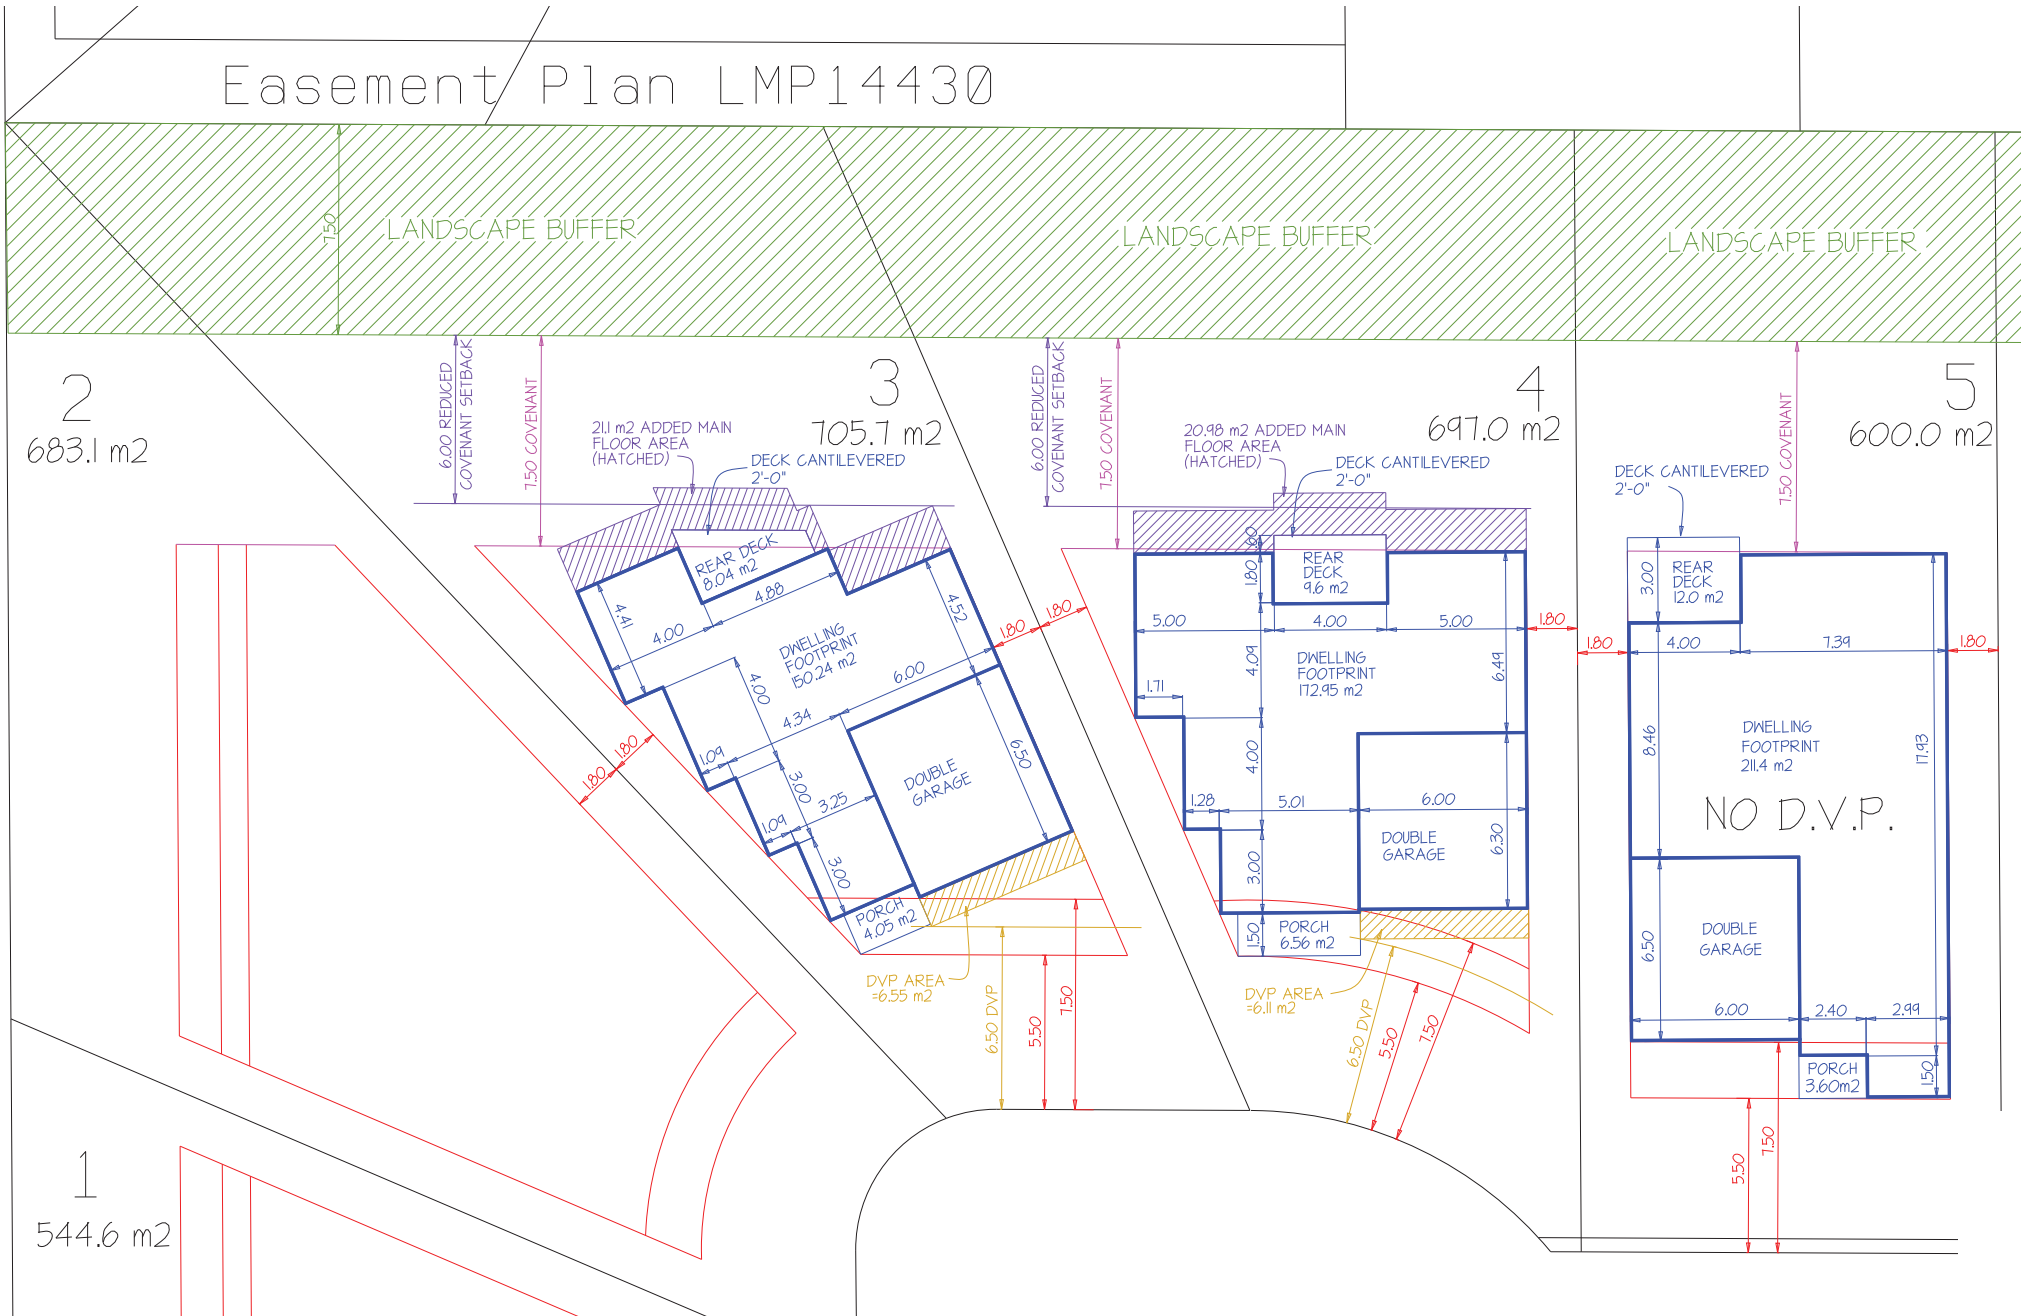 Easement Plan LMP14430
7.50
LANDSCAPE BUFFER
LANDSCAPE BUFFER
LANDSCAPE BUFFER
2
683.1 m2
6.00 REDUCED
COVENANT SETBACK
7.50 COVENANT
3
705.7 m2
21.1 m2 ADDED MAIN
FLOOR AREA
(HATCHED)
DECK CANTILEVERED
2'-0"
REAR DECK
8.04 m2
4.88
4.41
4.00
4.52
DWELLING
FOOTPRINT
150.24 m2
6.00
4.00
4.34
1.09
3.00
3.25
1.09
3.00
6.50
DOUBLE
GARAGE
PORCH
4.05 m2
1.80
1.80
1.80
1.80
DVP AREA
=6.55 m2
6.50 DVP
5.50
7.50
6.00 REDUCED
COVENANT SETBACK
7.50 COVENANT
4
697.0 m2
20.98 m2 ADDED MAIN
FLOOR AREA
(HATCHED)
DECK CANTILEVERED
2'-0"
.60
1.80
REAR
DECK
9.6 m2
5.00
4.00
5.00
4.09
DWELLING
FOOTPRINT
172.95 m2
6.49
1.71
4.00
1.28
5.01
6.00
DOUBLE
GARAGE
6.30
3.00
1.50
PORCH
6.56 m2
1.80
DVP AREA
=6.11 m2
6.50 DVP
5.50
7.50
5
600.0 m2
7.50 COVENANT
DECK CANTILEVERED
2'-0"
3.00
REAR
DECK
12.0 m2
1.80
4.00
7.39
1.80
8.46
DWELLING
FOOTPRINT
211.4 m2
17.93
NO D.V.P.
6.50
DOUBLE
GARAGE
6.00
2.40
2.99
PORCH
3.60m2
1.50
5.50
7.50
1
544.6 m2